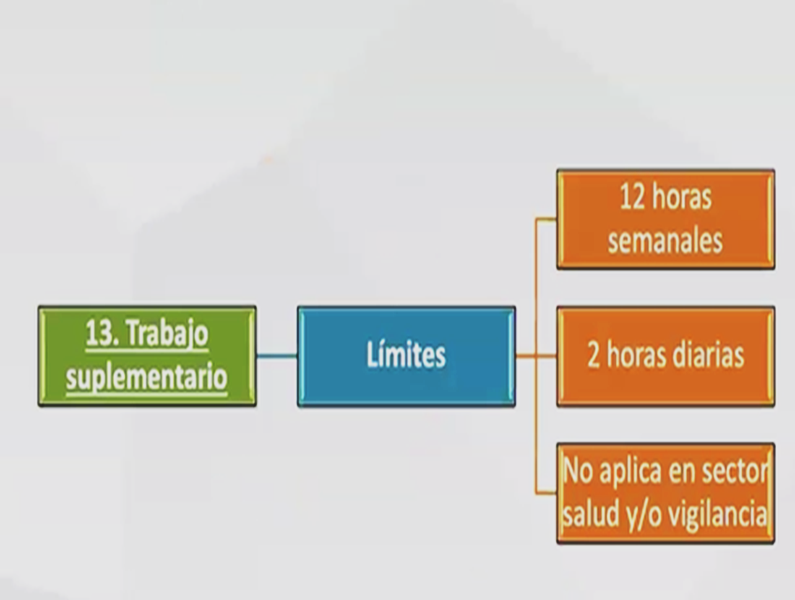 12 horas
semanales
13. Trabajo
suplementario
Límites
2 horas diarias
No aplica en sector
salud y/o vigilancia